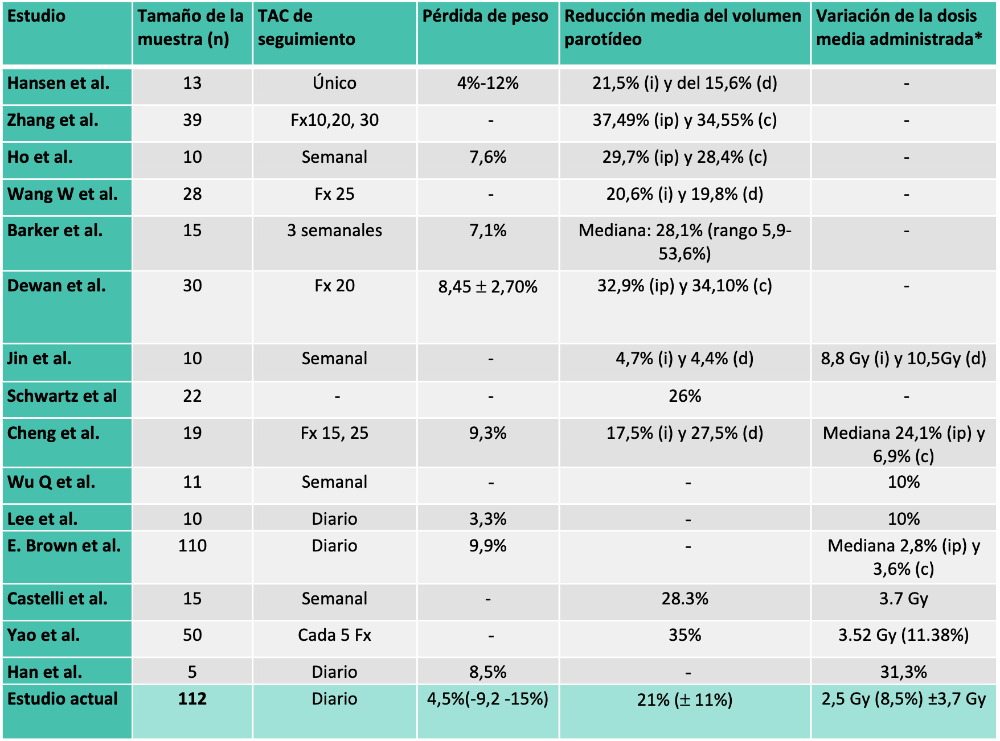 Estudio Tamaño de la muestra (n) TAC de seguimiento Pérdida de peso Reducción media del volumen parotídeo Variación de la dosis media administrada*
Hansen et al. 13 Único 4%-12% 21,5% (i) y del 15,6% (d) -
Zhang et al. 39 Fx10,20, 30 - 37,49% (ip) y 34,55% (c) -
Ho et al. 10 Semanal 7,6% 29,7% (ip) y 28,4% (c) -
Wang W et al. 28 Fx 25 - 20,6% (i) y 19,8% (d) -
Barker et al. 15 3 semanales 7,1% Mediana: 28,1% (rango 5,9-53,6%) -
Dewan et al. 30 Fx 20 8,45 ± 2,70% 32,9% (ip) y 34,10% (c) -
Jin et al. 10 Semanal - 4,7% (i) y 4,4% (d) 8,8 Gy (i) y 10,5Gy (d)
Schwartz et al 22 - - 26% -
Cheng et al. 19 Fx 15, 25 9,3% 17,5% (i) y 27,5% (d) Mediana 24,1% (ip) y 6,9% (c)
Wu Q et al. 11 Semanal - - 10%
Lee et al. 10 Diario 3,3% - 10%
E. Brown et al. 110 Diario 9,9% - Mediana 2,8% (ip) y 3,6% (c)
Castelli et al. 15 Semanal - 28.3% 3.7 Gy
Yao et al. 50 Cada 5 Fx - 35% 3.52 Gy (11.38%)
Han et al. 5 Diario 8,5% - 31,3%
Estudio actual 112 Diario 4,5%(-9,2 -15%) 21% (± 11%) 2,5 Gy (8,5%) ±3,7 Gy